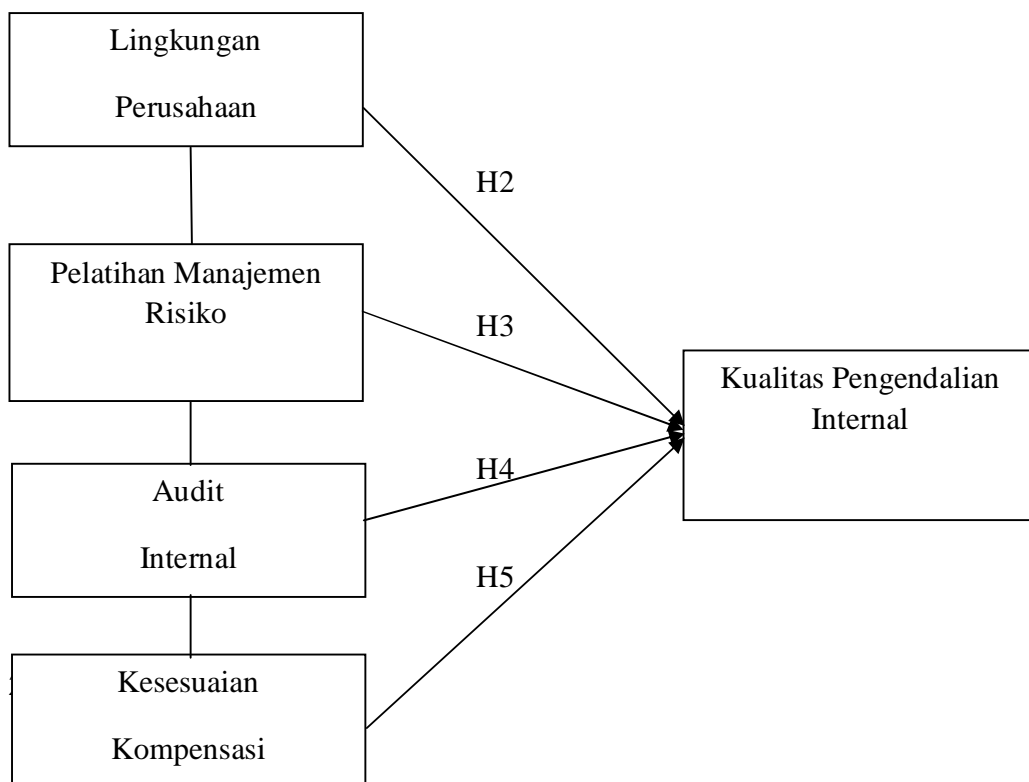 Lingkungan
Perusahaan
H2
Pelatihan Manajemen
Risiko
H3
Kualitas Pengendalian
Internal
Audit
Internal
H4
H5
Kesesuaian
Kompensasi